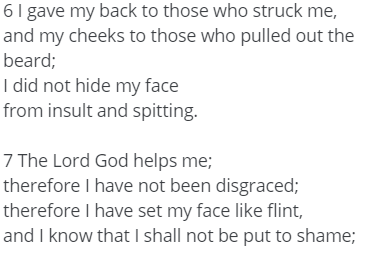 6 I gave my back to those who struck me,
and my cheeks to those who pulled out the
beard;
I did not hide my face
from insult and spitting.
7 The Lord God helps me;
therefore I have not been disgraced;
therefore I have set my face like flint,
and I know that I shall not be put to shame;